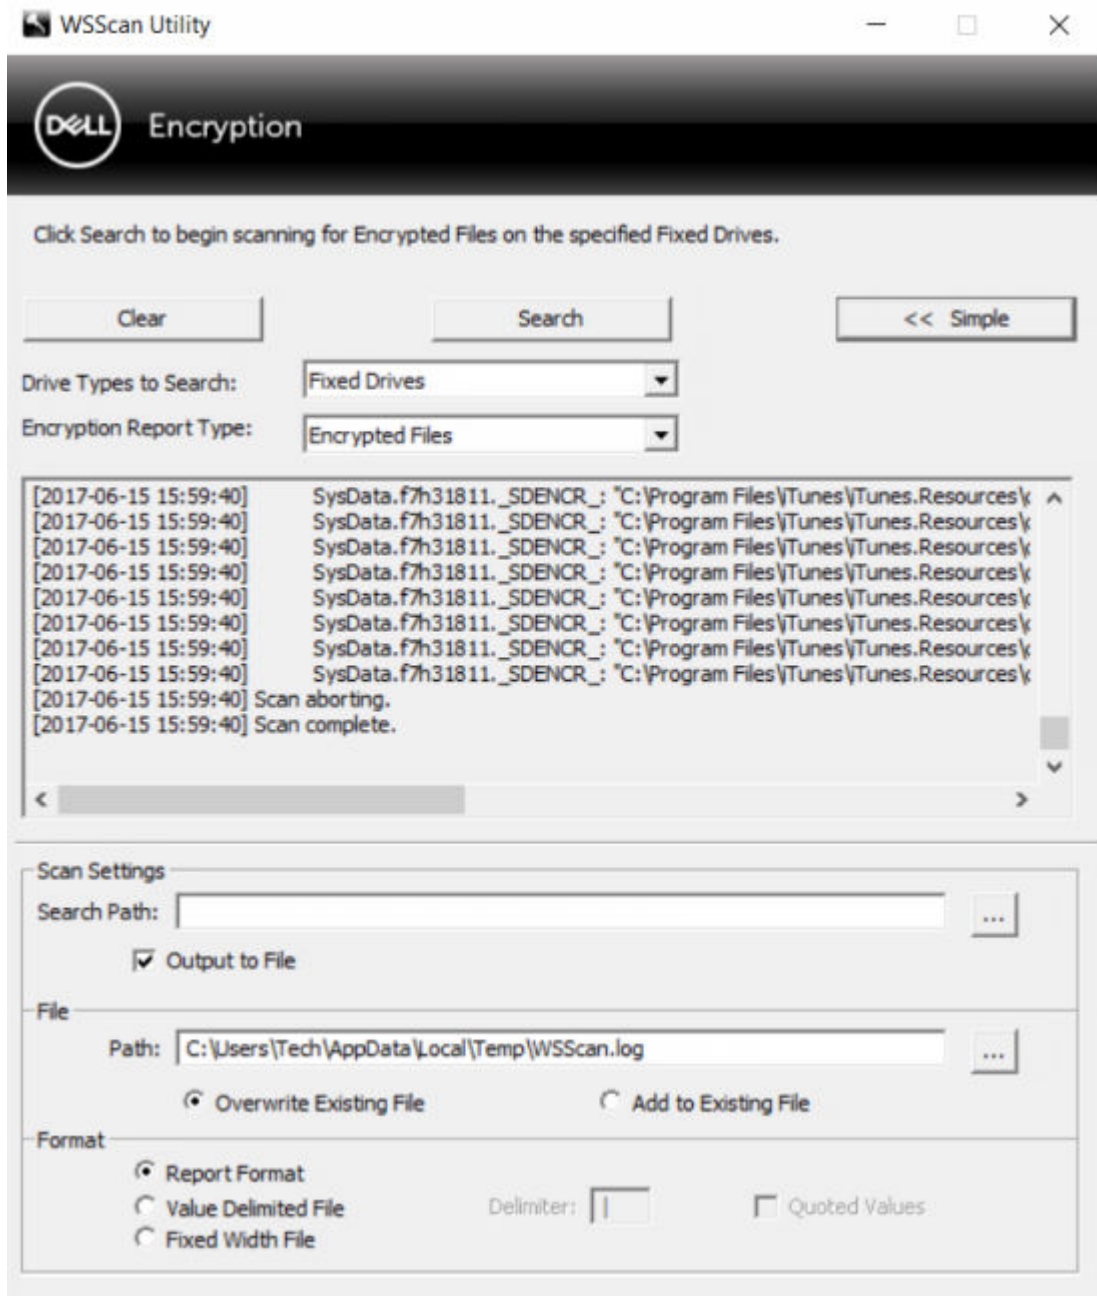 WSScan Utility
DELL Encryption
Click Search to begin scanning for Encrypted Files on the specified Fixed Drives.
Clear Search << Simple
Drive Types to Search: Fixed Drives
Encryption Report Type: Encrypted Files
[2017-06-15 15:59:40] SysData.f7h31811._SDENCR_: "C:\Program Files\iTunes\iTunes.Resources\
[2017-06-15 15:59:40] SysData.f7h31811._SDENCR_: "C:\Program Files\iTunes\iTunes.Resources\
[2017-06-15 15:59:40] SysData.f7h31811._SDENCR_: "C:\Program Files\iTunes\iTunes.Resources\
[2017-06-15 15:59:40] SysData.f7h31811._SDENCR_: "C:\Program Files\iTunes\iTunes.Resources\
[2017-06-15 15:59:40] SysData.f7h31811._SDENCR_: "C:\Program Files\iTunes\iTunes.Resources\
[2017-06-15 15:59:40] SysData.f7h31811._SDENCR_: "C:\Program Files\iTunes\iTunes.Resources\
[2017-06-15 15:59:40] SysData.f7h31811._SDENCR_: "C:\Program Files\iTunes\iTunes.Resources\
[2017-06-15 15:59:40] SysData.f7h31811._SDENCR_: "C:\Program Files\iTunes\iTunes.Resources\
[2017-06-15 15:59:40] Scan aborting.
[2017-06-15 15:59:40] Scan complete.
Scan Settings
Search Path: ...
Output to File
File
Path: C:\Users\Tech\AppData\Local\Temp\WSScan.log ...
Overwrite Existing File Add to Existing File
Format
Report Format
Value Delimited File Delimiter: | Quoted Values
Fixed Width File